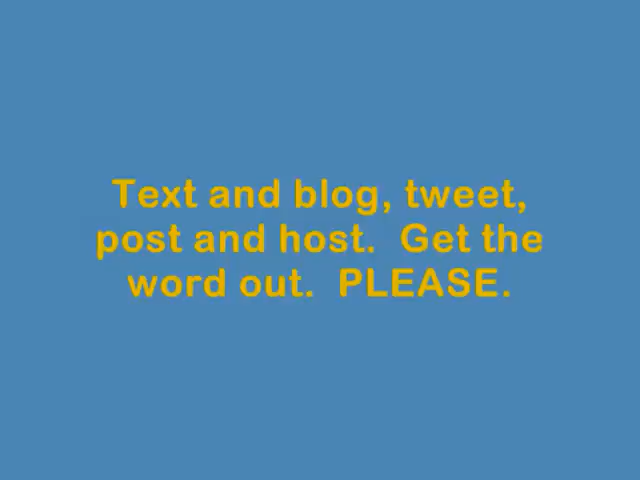 Text and blog, tweet,
post and host.  Get the
word out.  PLEASE.